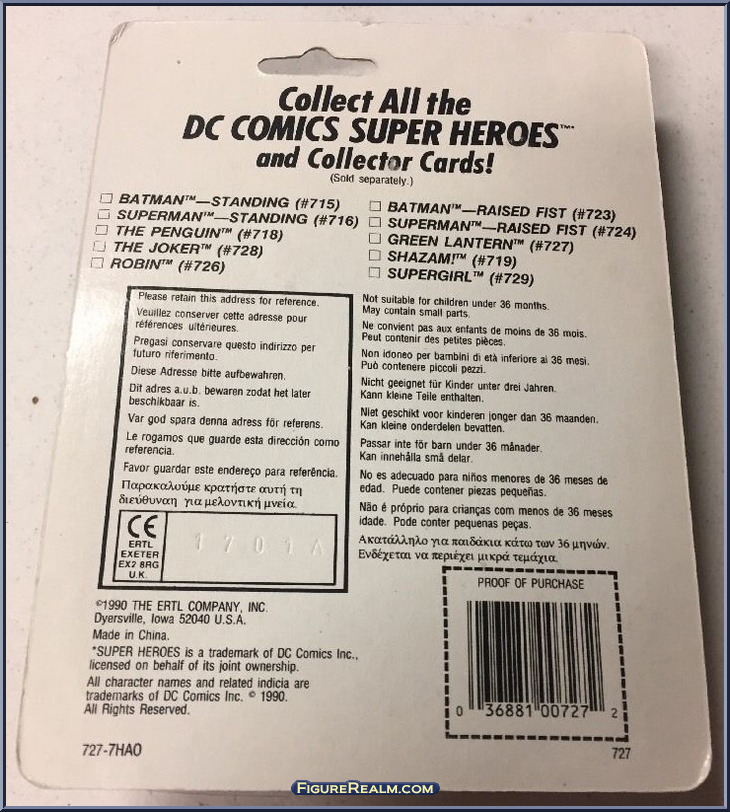 Collect All the
DC COMICS SUPER HEROES™*
and Collector Cards!
(Sold separately.)
☐ BATMAN™—STANDING (#715)
☐ SUPERMAN™—STANDING (#716)
☐ THE PENGUIN™ (#718)
☐ THE JOKER™ (#728)
☐ ROBIN™ (#726)
☐ BATMAN™—RAISED FIST (#723)
☐ SUPERMAN™—RAISED FIST (#724)
☐ GREEN LANTERN™ (#727)
☐ SHAZAM!™ (#719)
☐ SUPERGIRL™ (#729)
Please retain this address for reference.
Veuillez conserver cette adresse pour
références ultérieures.
Pregasi conservare questo indirizzo per
futuro riferimento.
Diese Adresse bitte aufbewahren.
Dit adres a.u.b. bewaren zodat het later
beschikbaar is.
Var god spara denna adress för referens.
Le rogamos que guarde esta dirección como
referencia.
Favor guardar este endereço para referência.
Παρακαλούμε κρατήστε αυτή τη
διεύθυναη για μελοντική μνεία.
CE
ERTL
EXETER
EX2 8RG
U.K.
1701A
Not suitable for children under 36 months.
May contain small parts.
Ne convient pas aux enfants de moins de 36 mois.
Peut contenir des petites pièces.
Non idoneo per bambini di età inferiore ai 36 mesi.
Può contenere piccoli pezzi.
Nicht geeignet für Kinder unter drei Jahren.
Kann kleine Teile enthalten.
Niet geschikt voor kinderen jonger dan 36 maanden.
Kan kleine onderdelen bevatten.
Passar inte för barn under 36 månader.
Kan innehålla små delar.
No es adecuado para niños menores de 36 meses de
edad. Puede contener piezas pequeñas.
Não é próprio para crianças com menos de 36 meses
idade. Pode conter pequenas peças.
Ακατάλληλο για παιδάκια κάτω των 36 μηνών.
Ενδέχεται να περιέχει μικρά τεμάχια.
©1990 THE ERTL COMPANY, INC.
Dyersville, Iowa 52040 U.S.A.
Made in China.
*SUPER HEROES is a trademark of DC Comics Inc.,
licensed on behalf of its joint ownership.
All character names and related indicia are
trademarks of DC Comics Inc. © 1990.
All Rights Reserved.
PROOF OF PURCHASE
0 36881 00727 2
727-7HAO
727
FIGUREREALM.COM